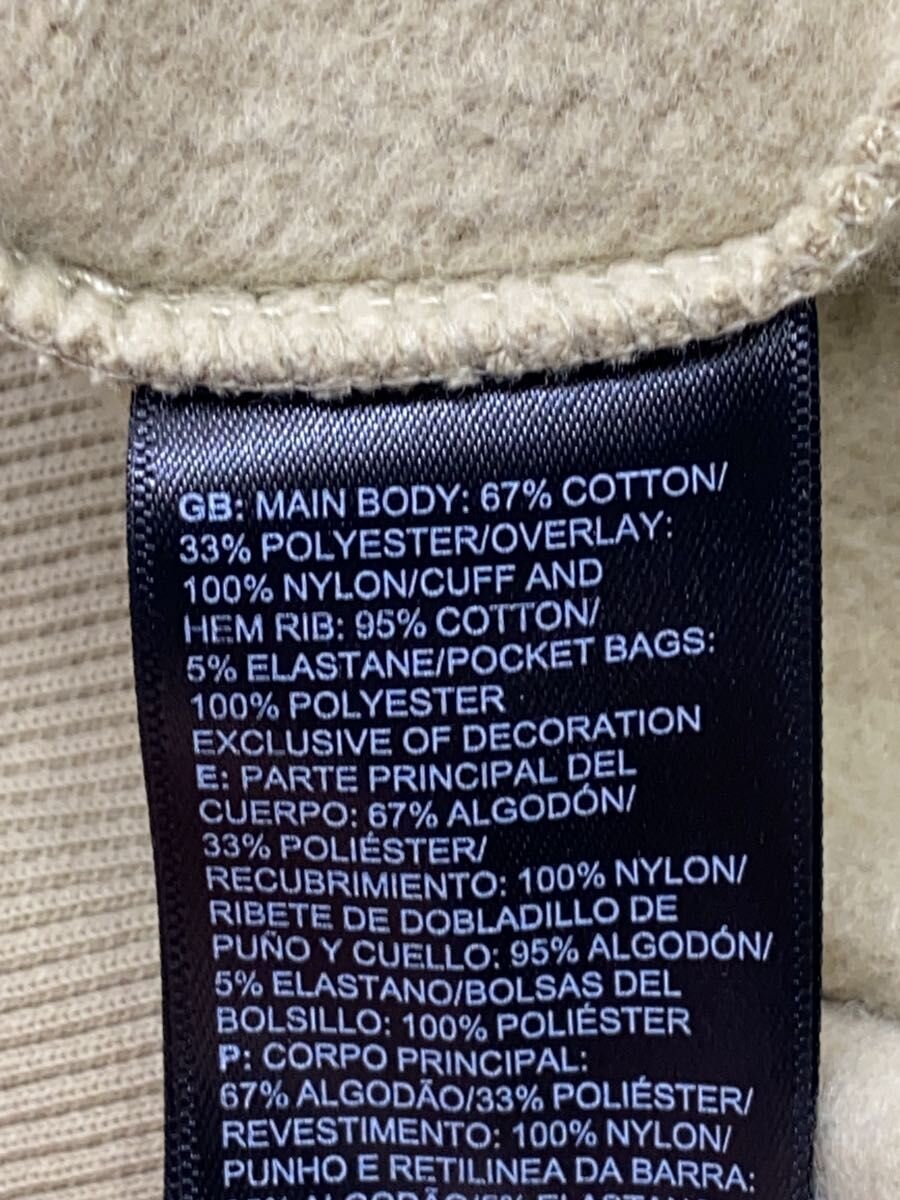 GB: MAIN BODY: 67% COTTON/
33% POLYESTER/OVERLAY:
100% NYLON/CUFF AND
HEM RIB: 95% COTTON/
5% ELASTANE/POCKET BAGS:
100% POLYESTER
EXCLUSIVE OF DECORATION
E: PARTE PRINCIPAL DEL
CUERPO: 67% ALGODÓN/
33% POLIÉSTER/
RECUBRIMIENTO: 100% NYLON/
RIBETE DE DOBLADILLO DE
PUÑO Y CUELLO: 95% ALGODÓN/
5% ELASTANO/BOLSAS DEL
BOLSILLO: 100% POLIÉSTER
P: CORPO PRINCIPAL:
67% ALGODÃO/33% POLIÉSTER/
REVESTIMENTO: 100% NYLON/
PUNHO E RETILINEA DA BARRA: